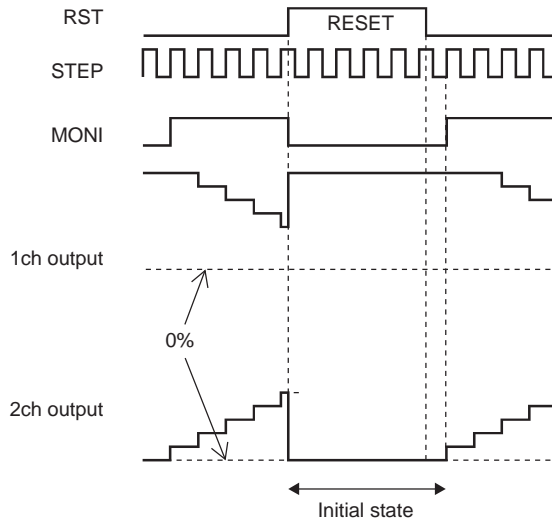 RST
RESET
STEP
MONI
1ch output
0%
2ch output
Initial state